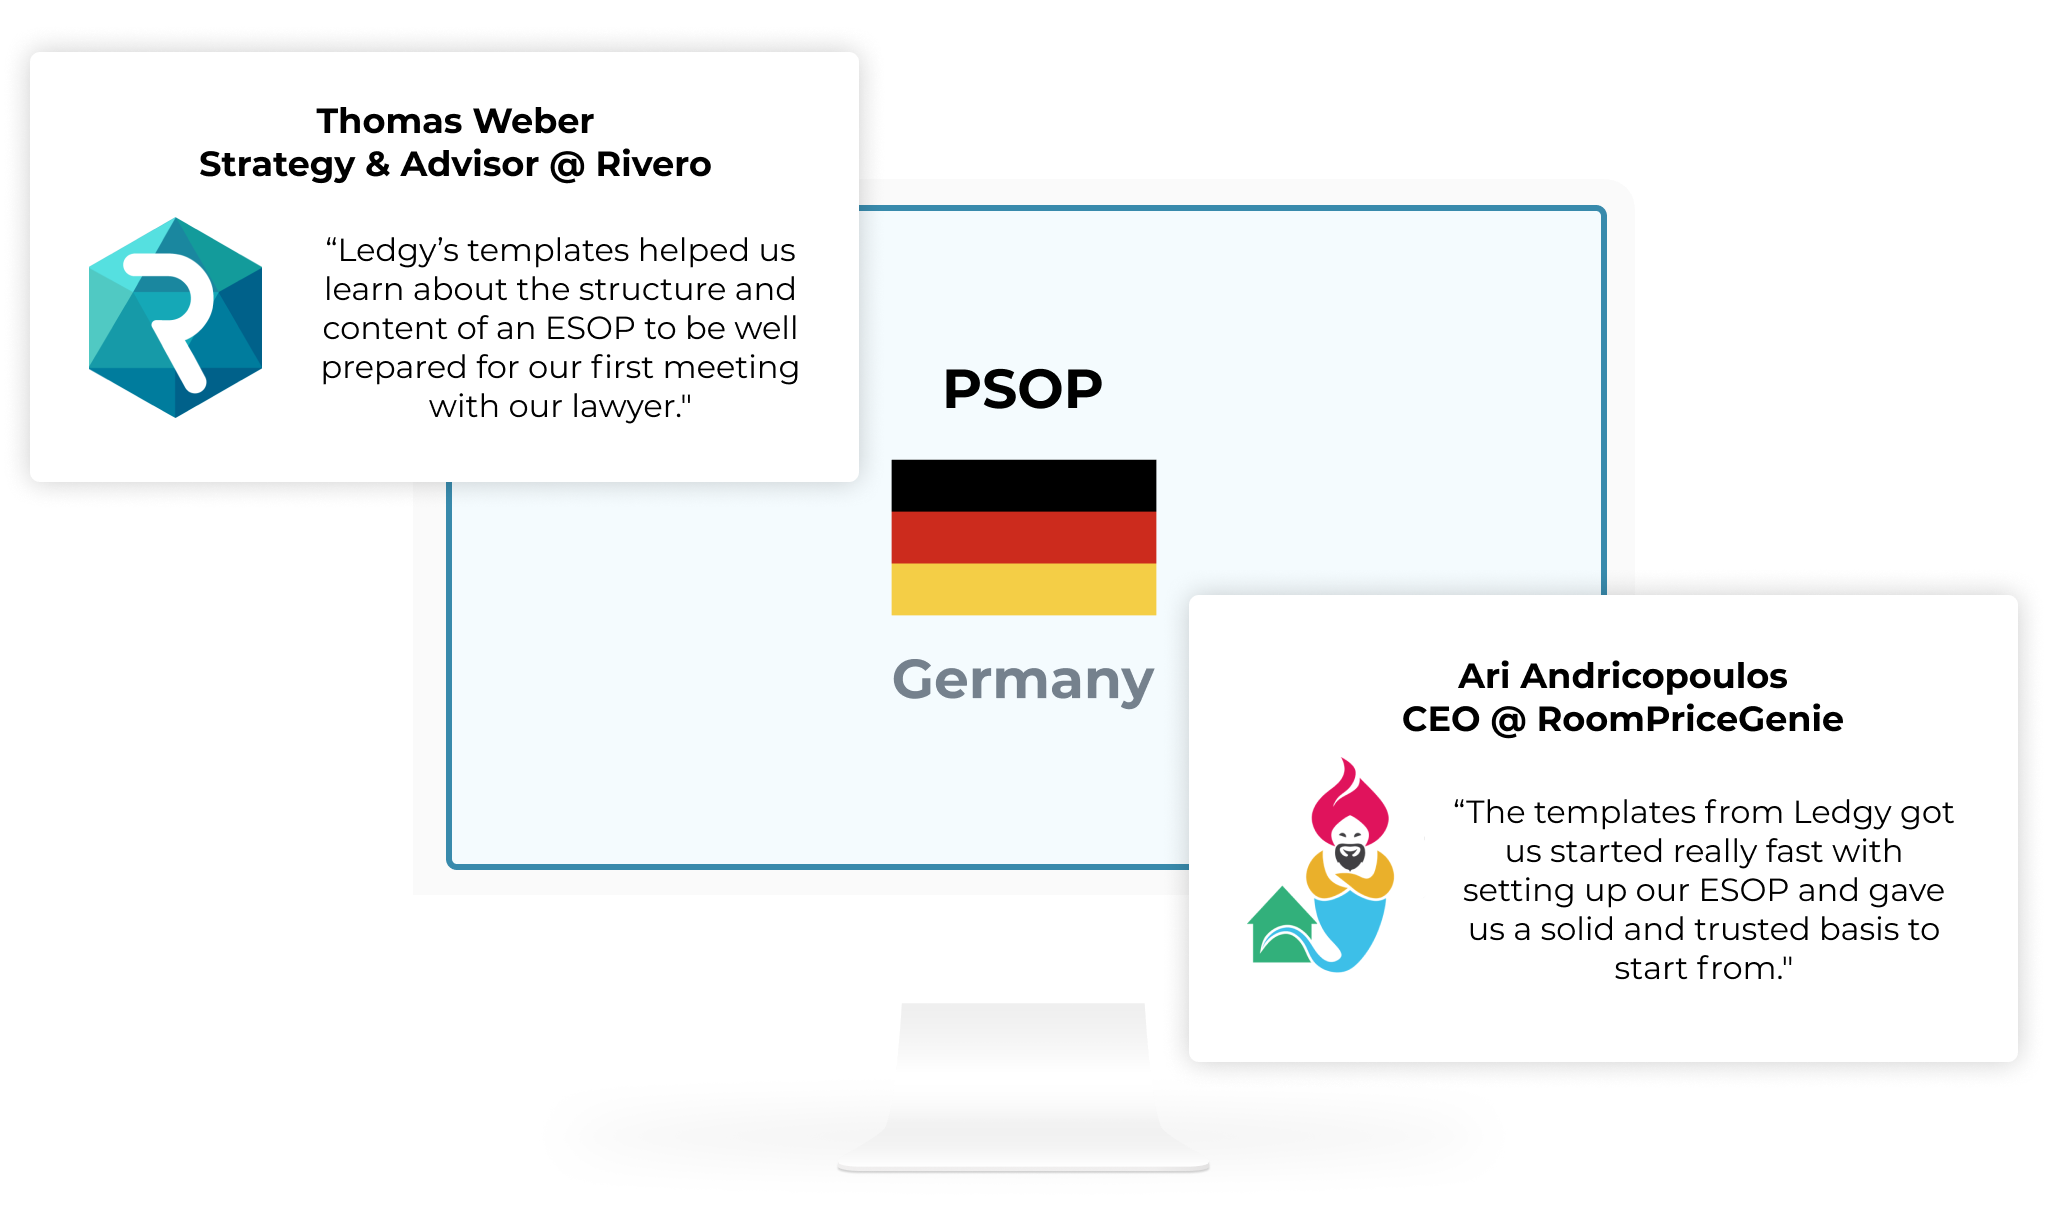 Thomas Weber
Strategy & Advisor @ Rivero
“Ledgy’s templates helped us
learn about the structure and
content of an ESOP to be well
prepared for our first meeting
with our lawyer."
PSOP
Germany
Ari Andricopoulos
CEO @ RoomPriceGenie
“The templates from Ledgy got
us started really fast with
setting up our ESOP and gave
us a solid and trusted basis to
start from."